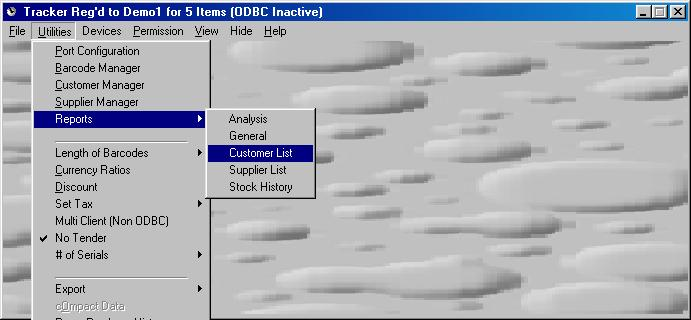 Tracker Reg'd to Demo1 for 5 Items (ODBC Inactive)
File Utilities Devices Permission View Hide Help
Port Configuration
Barcode Manager
Customer Manager
Supplier Manager
Reports
Analysis
General
Customer List
Supplier List
Stock History
Length of Barcodes
Currency Ratios
Discount
Set Tax
Multi Client (Non ODBC)
No Tender
# of Serials
Export
cOmpact Data